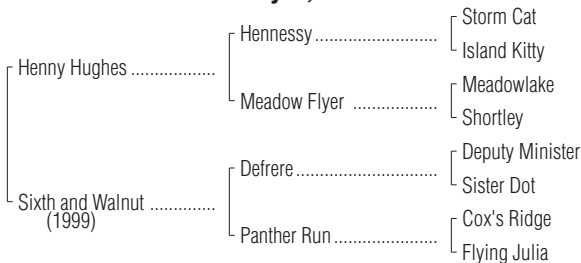 Storm Cat
Hennessy
Island Kitty
Henny Hughes
Meadowlake
Meadow Flyer
Shortley
Deputy Minister
Defrere
Sister Dot
Sixth and Walnut
(1999)
Cox's Ridge
Panther Run
Flying Julia